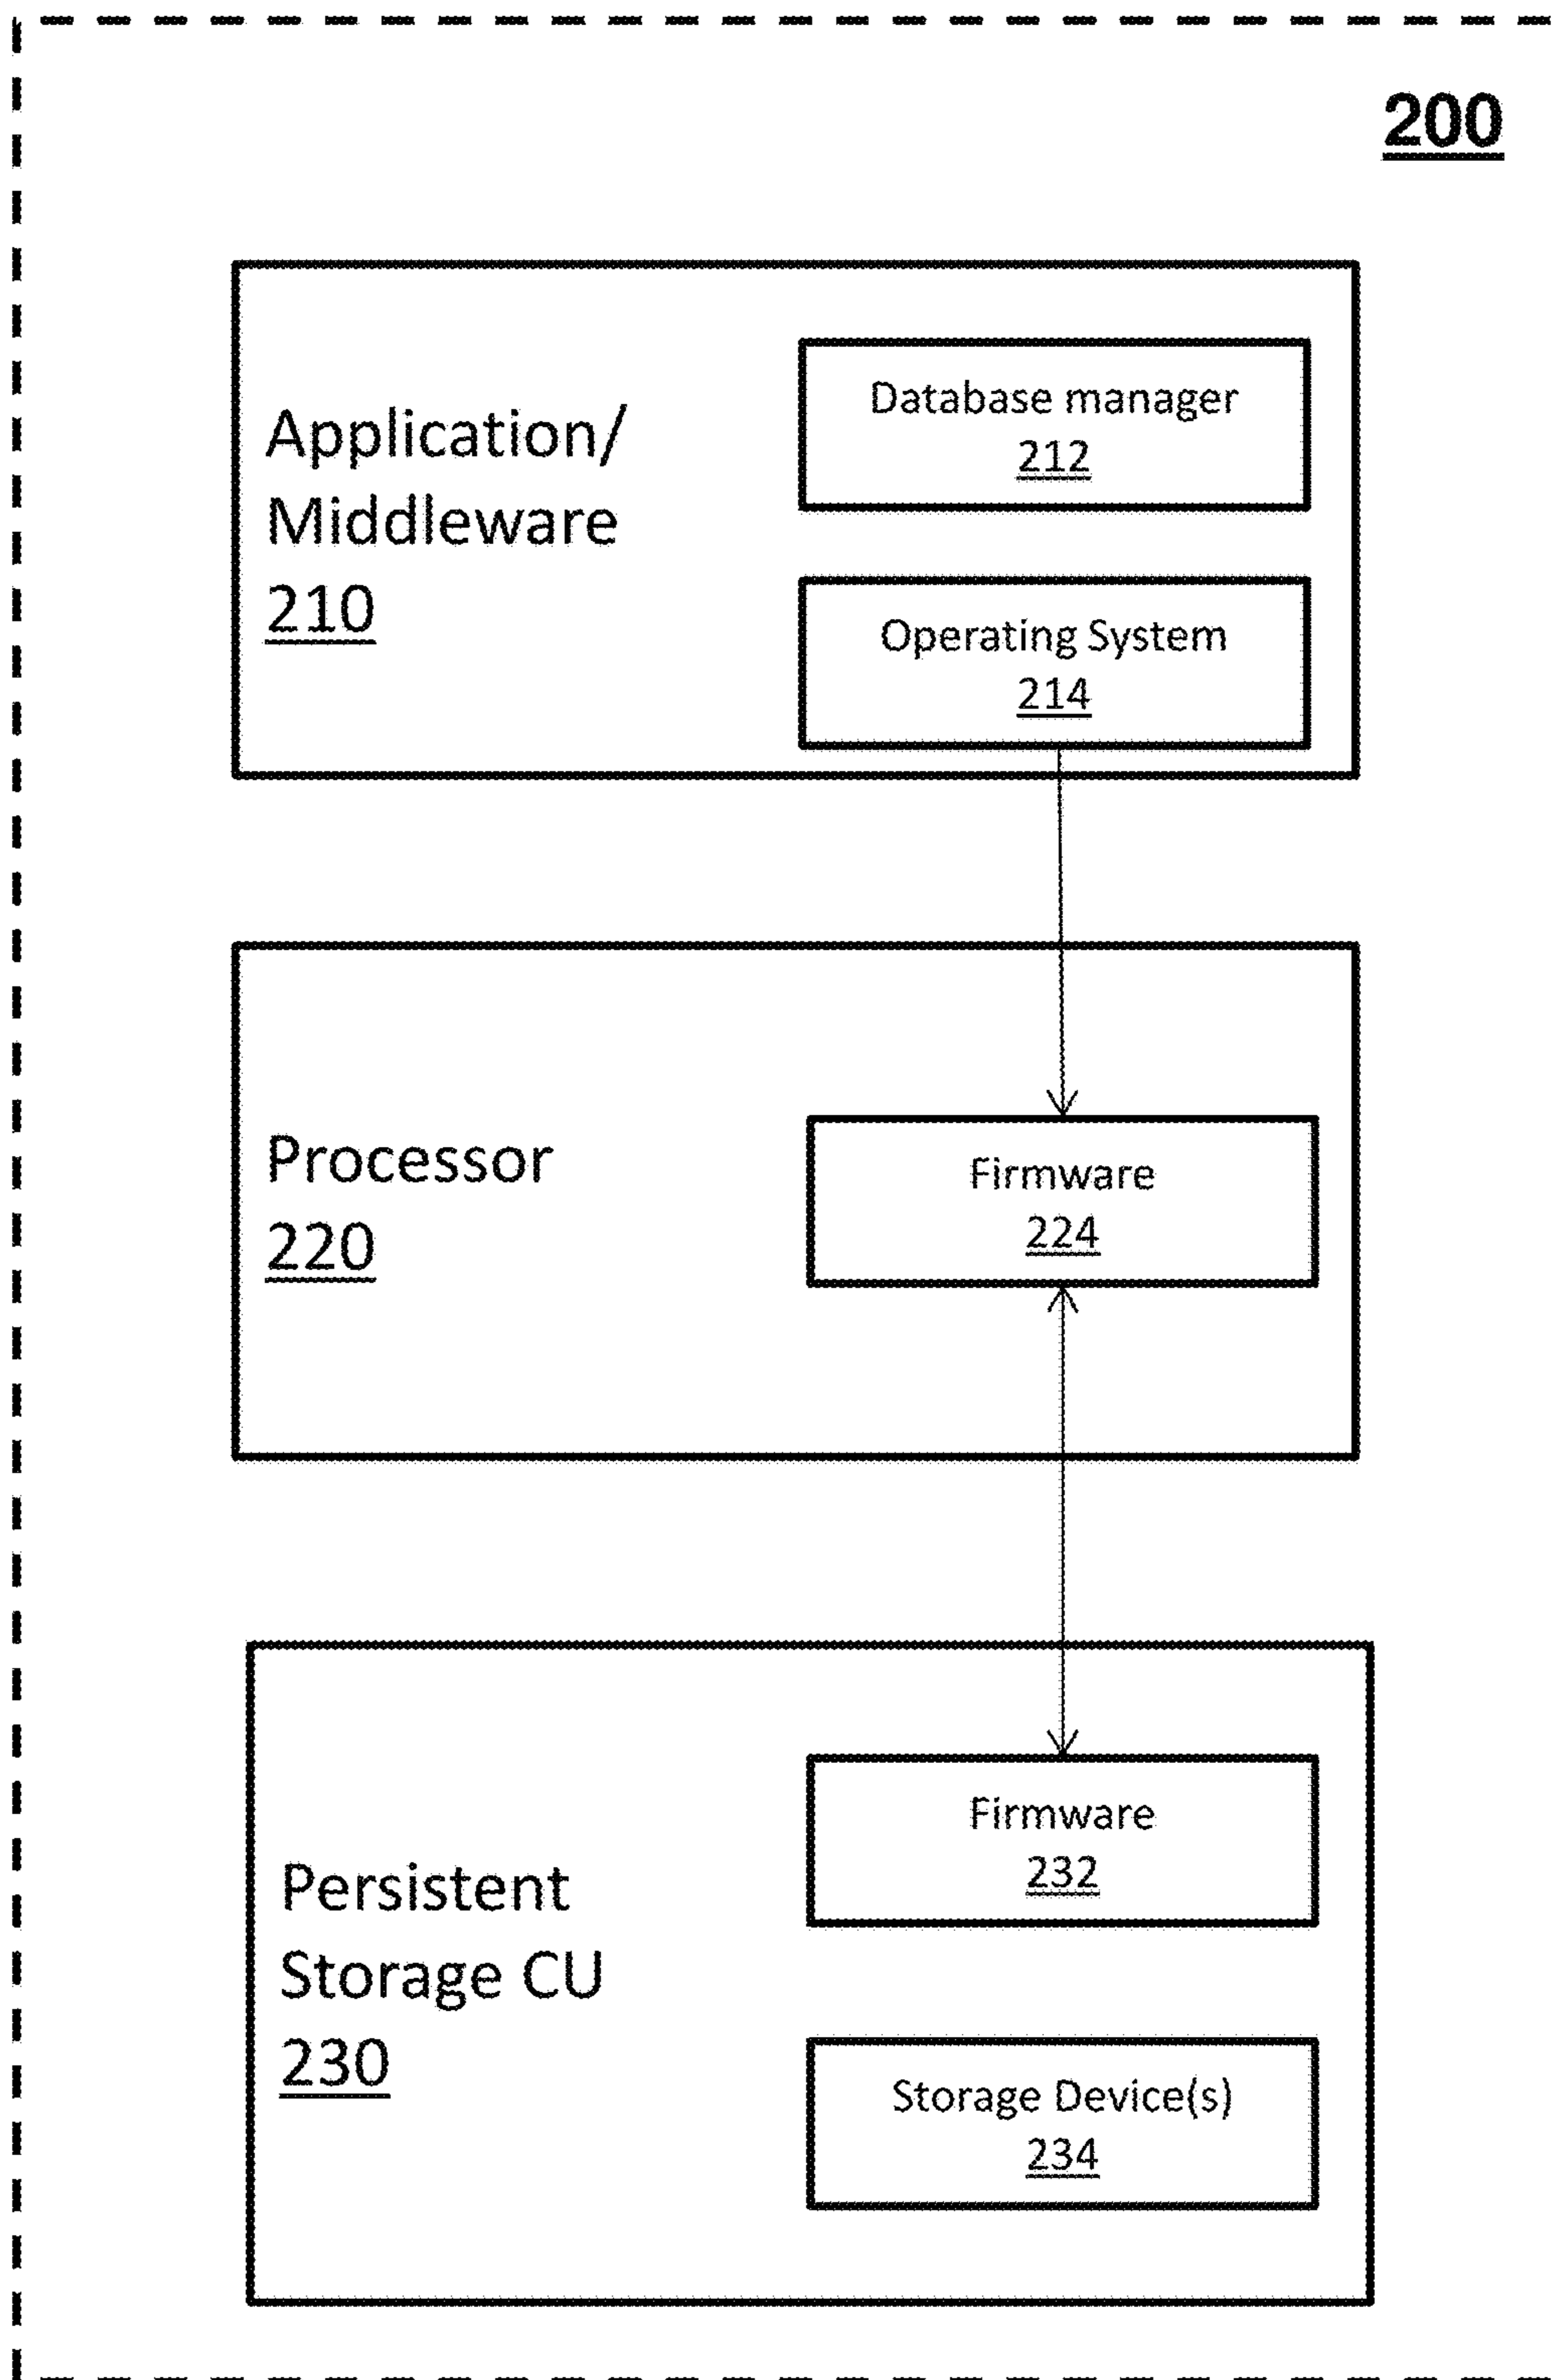 200
Application/
Middleware
210
Database manager
212
Operating System
214
Processor
220
Firmware
224
Persistent
Storage CU
230
Firmware
232
Storage Device(s)
234